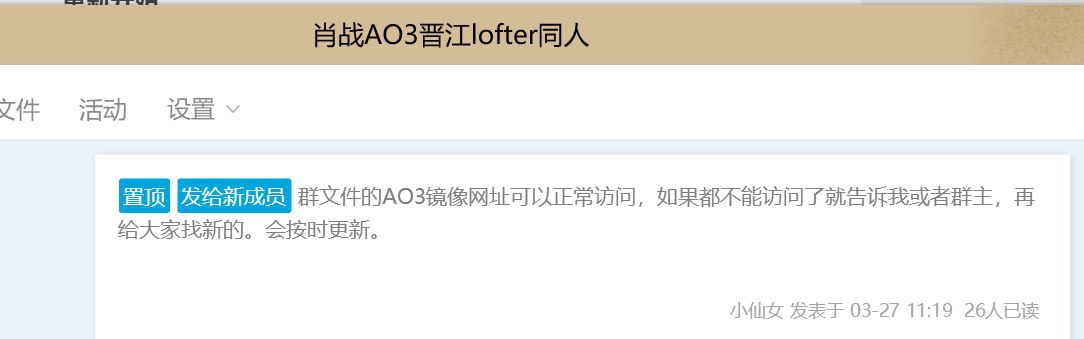 肖战AO3晋江lofter同人
文件 活动 设置
置顶 发给新成员 群文件的AO3镜像网址可以正常访问，如果都不能访问了就告诉我或者群主，再
给大家找新的。会按时更新。
小仙女 发表于 03-27 11:19 26人已读